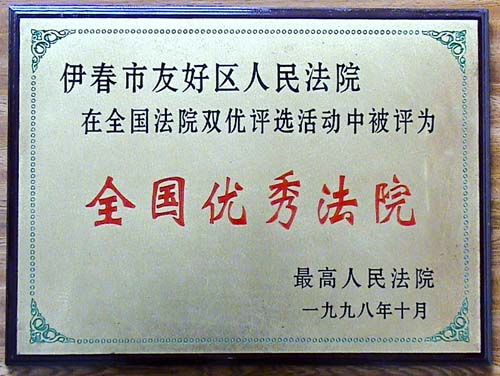 伊春市友好区人民法院
在全国法院双优评选活动中被评为
全国优秀法院
最高人民法院
一九九八年十月